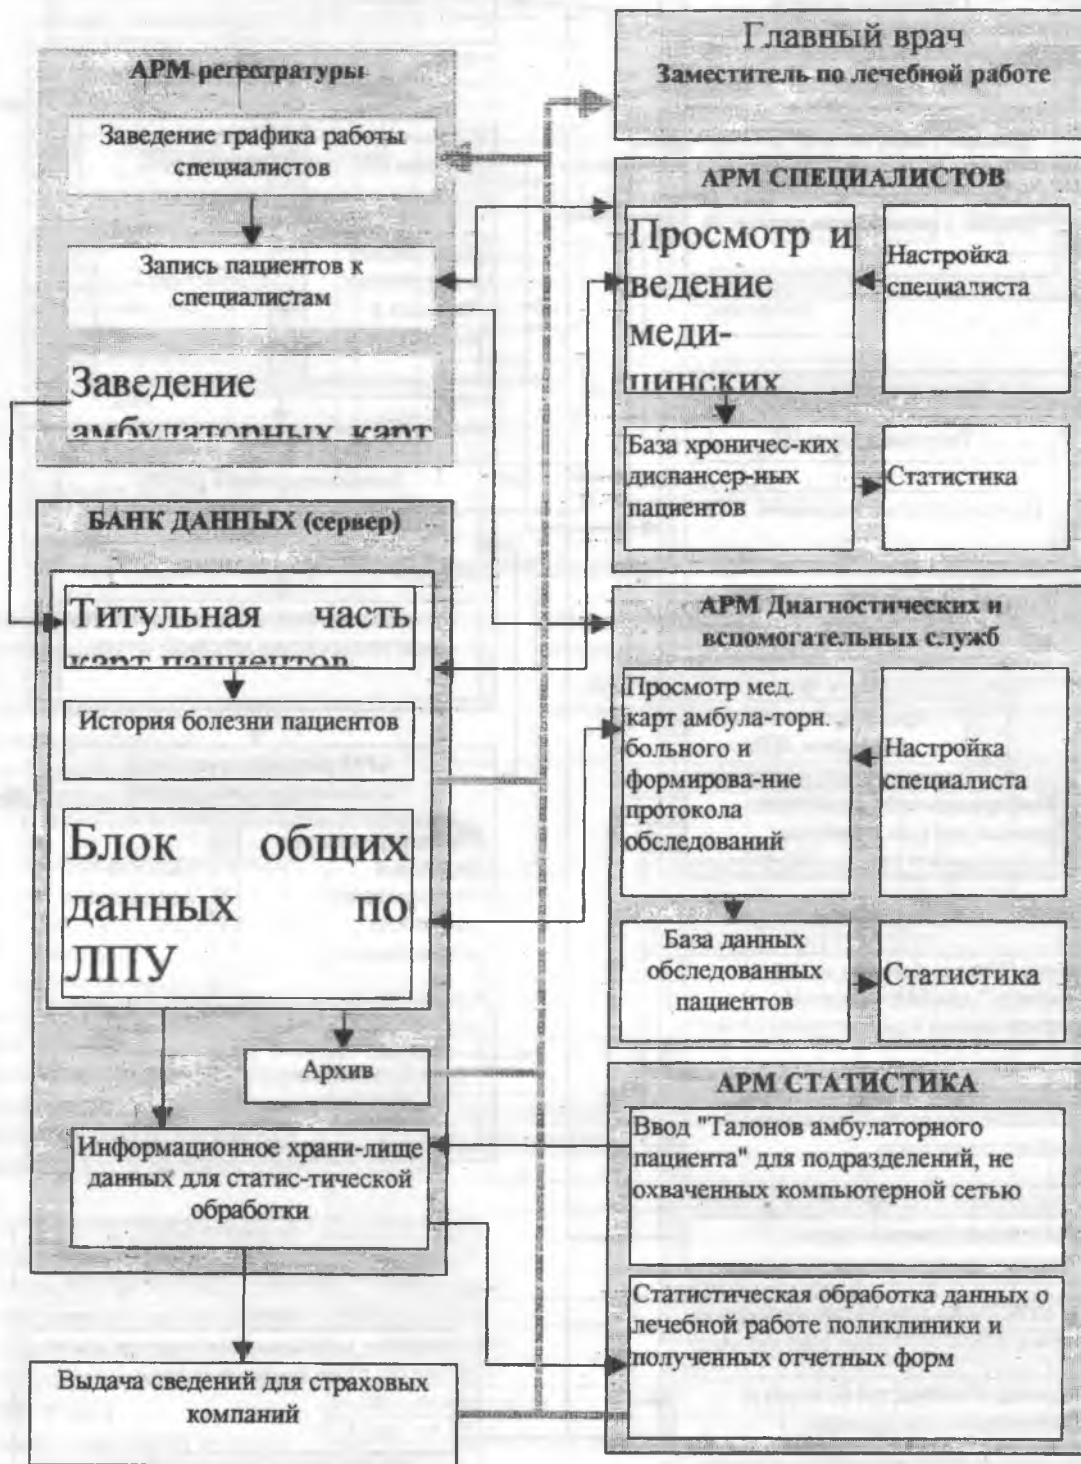 АРМ регестратуры
Заведение графика работы
специалистов
Запись пациентов к
специалистам
Заведение
амбулаторных карт
БАНК ДАННЫХ (сервер)
Титульная часть
карт пациентов
История болезни пациентов
Блок общих
данных по
ЛПУ
Архив
Информационное храни-лище
данных для статис-тической
обработки
Выдача сведений для страховых
компаний
Главный врач
Заместитель по лечебной работе
АРМ СПЕЦИАЛИСТОВ
Просмотр и
ведение
меди-
цинских
Настройка
специалиста
База хроничес-ких
диспансер-ных
пациентов
Статистика
АРМ Диагностических и
вспомогательных служб
Просмотр мед.
карт амбула-торн.
больного и
формирова-ние
протокола
обследований
Настройка
специалиста
База данных
обследованных
пациентов
Статистика
АРМ СТАТИСТИКА
Ввод "Талонов амбулаторного
пациента" для подразделений, не
охваченных компьютерной сетью
Статистическая обработка данных о
лечебной работе поликлиники и
полученных отчетных форм